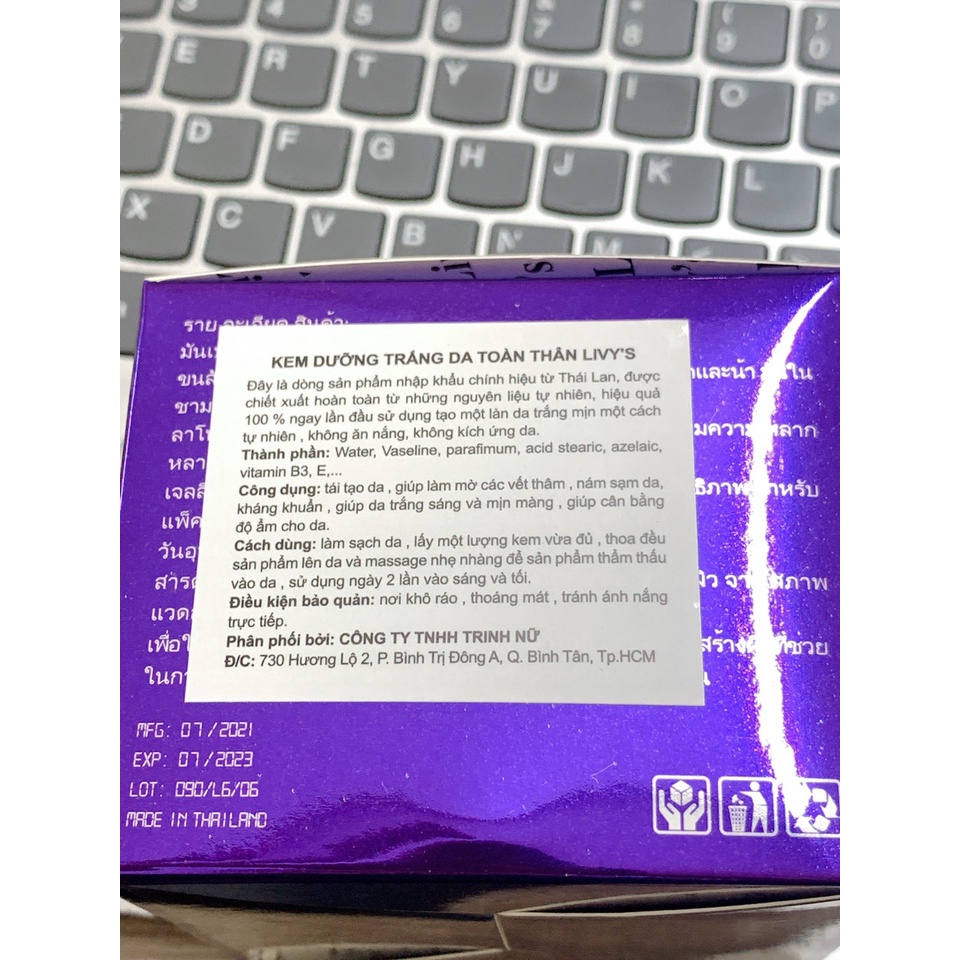 3 4 5 6 & 7 * 8 ( 9 ) 0
E R T Y U I O P
D F G H J K L
X C V B N M
KEM DƯỠNG TRẮNG DA TOÀN THÂN LIVY'S
Đây là dòng sản phẩm nhập khẩu chính hiệu từ Thái Lan, được
chiết xuất hoàn toàn từ những nguyên liệu tự nhiên, hiệu quả
100 % ngay lần đầu sử dụng tạo một làn da trắng mịn một cách
tự nhiên , không ăn nắng, không kích ứng da.
Thành phần: Water, Vaseline, parafimum, acid stearic, azelaic,
vitamin B3, E,...
Công dụng: tái tạo da , giúp làm mờ các vết thâm , nám sạm da,
kháng khuẩn , giúp da trắng sáng và mịn màng , giúp cân bằng
độ ẩm cho da.
Cách dùng: làm sạch da , lấy một lượng kem vừa đủ , thoa đều
sản phẩm lên da và massage nhẹ nhàng để sản phẩm thẩm thấu
vào da , sử dụng ngày 2 lần vào sáng và tối.
Điều kiện bảo quản: nơi khô ráo , thoáng mát , tránh ánh nắng
trực tiếp.
Phân phối bởi: CÔNG TY TNHH TRINH NỮ
Đ/C: 730 Hương Lộ 2, P. Bình Trị Đông A, Q. Bình Tân, Tp.HCM
MFG: 07/2021
EXP: 07/2023
LOT: 090/L6/06
MADE IN THAILAND